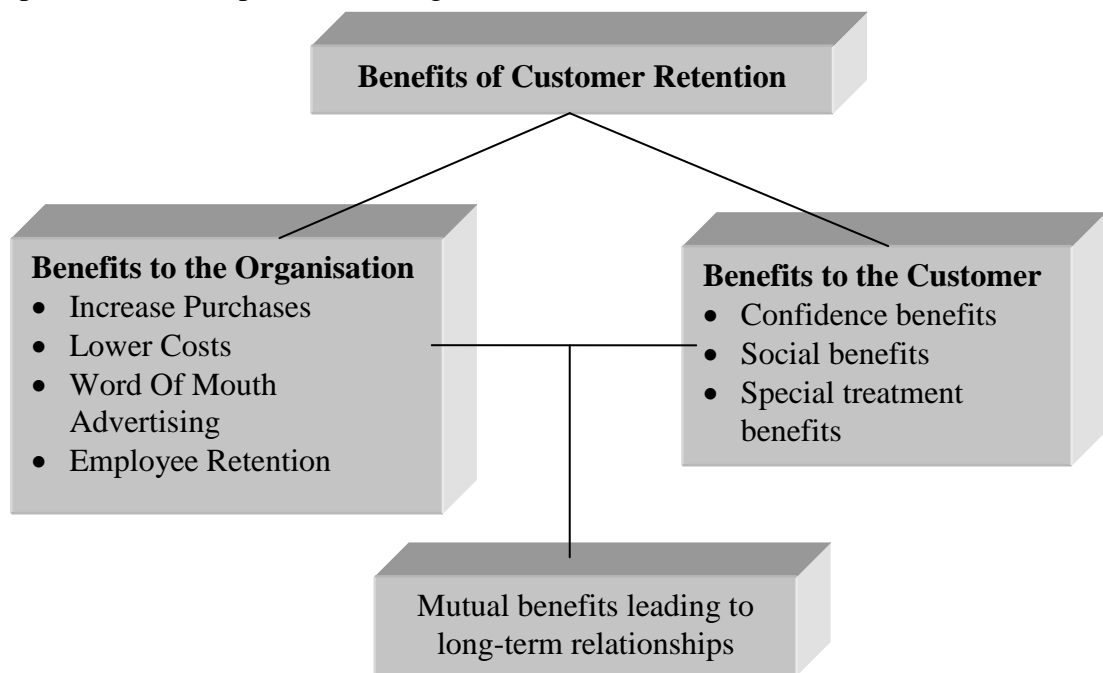 Benefits of Customer Retention
Benefits to the Organisation
• Increase Purchases
• Lower Costs
• Word Of Mouth
Advertising
• Employee Retention
Benefits to the Customer
• Confidence benefits
• Social benefits
• Special treatment
benefits
Mutual benefits leading to
long-term relationships